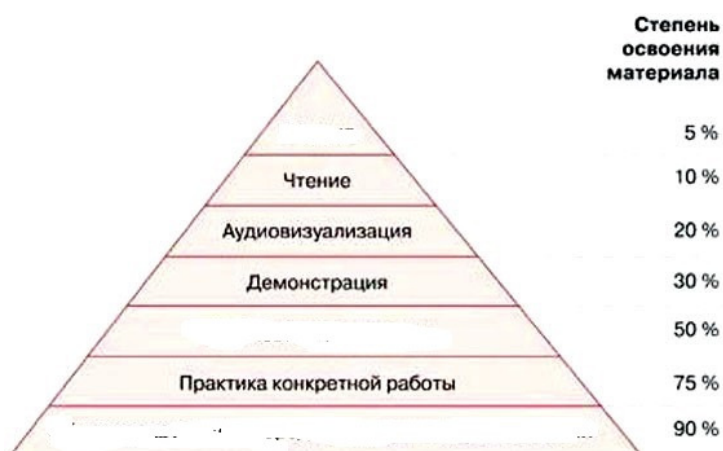 Степень
освоения
материала
5 %
Чтение 10 %
Аудиовизуализация 20 %
Демонстрация 30 %
50 %
Практика конкретной работы 75 %
90 %